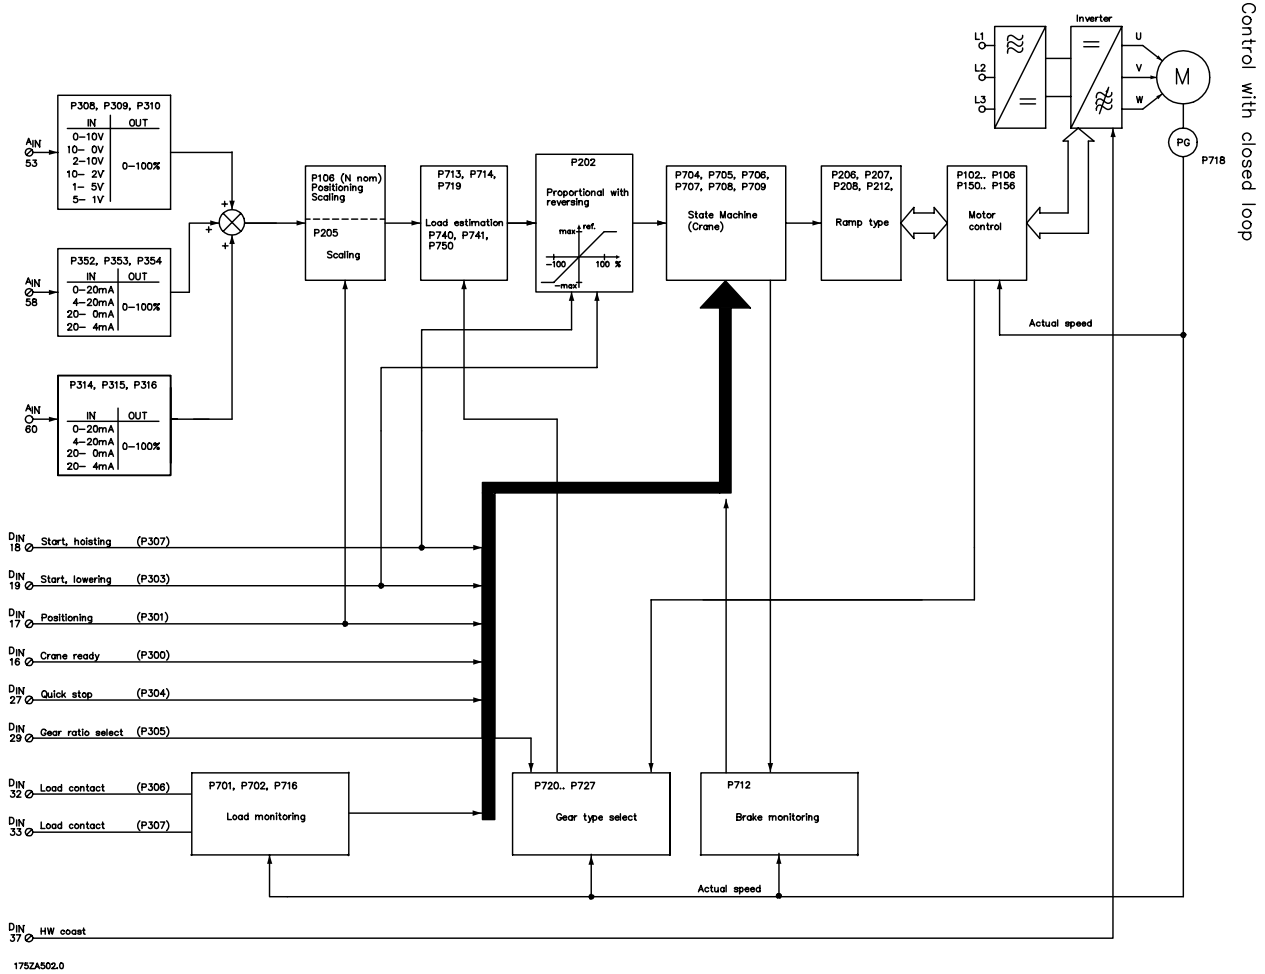 Control with closed loop
Inverter
L1
L2
L3
U
V
W
M
PG
P718
AIN
53
P308, P309, P310
IN OUT
0-10V
10- 0V
2-10V
10- 2V
1- 5V
5- 1V
0-100%
AIN
58
P352, P353, P354
IN OUT
0-20mA
4-20mA
20- 0mA
20- 4mA
0-100%
AIN
60
P314, P315, P316
IN OUT
0-20mA
4-20mA
20- 0mA
20- 4mA
0-100%
+
+
+
P106 (N nom)
Positioning
Scaling
P205
Scaling
P713, P714,
P719
Load estimation
P740, P741,
P750
P202
Proportional with
reversing
max
ref.
-100
100 %
-max
P704, P705, P706,
P707, P708, P709
State Machine
(Crane)
P206, P207,
P208, P212,
Ramp type
P102.. P106
P150.. P156
Motor
control
Actual speed
DIN
18
Start, hoisting (P307)
DIN
19
Start, lowering (P303)
DIN
17
Positioning (P301)
DIN
16
Crane ready (P300)
DIN
27
Quick stop (P304)
DIN
29
Gear ratio select (P305)
DIN
32
Load contact (P306)
DIN
33
Load contact (P307)
P701, P702, P716
Load monitoring
P720.. P727
Gear type select
P712
Brake monitoring
Actual speed
DIN
37
HW coast
175ZA502.0